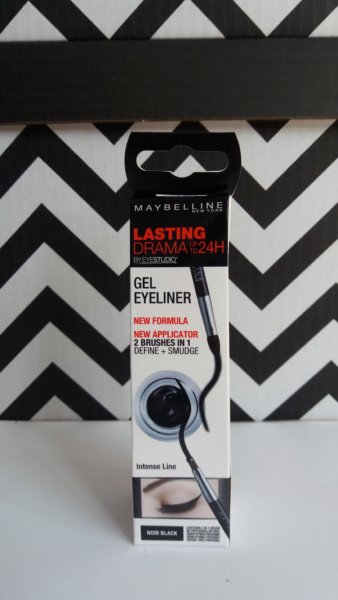 MAYBELLINE
NEW YORK
LASTING
DRAMA UP TO 24H
BY EYESTUDIO
GEL
EYELINER
NEW FORMULA
NEW APPLICATOR
2 BRUSHES IN 1
DEFINE + SMUDGE
Intense Line
NOIR BLACK